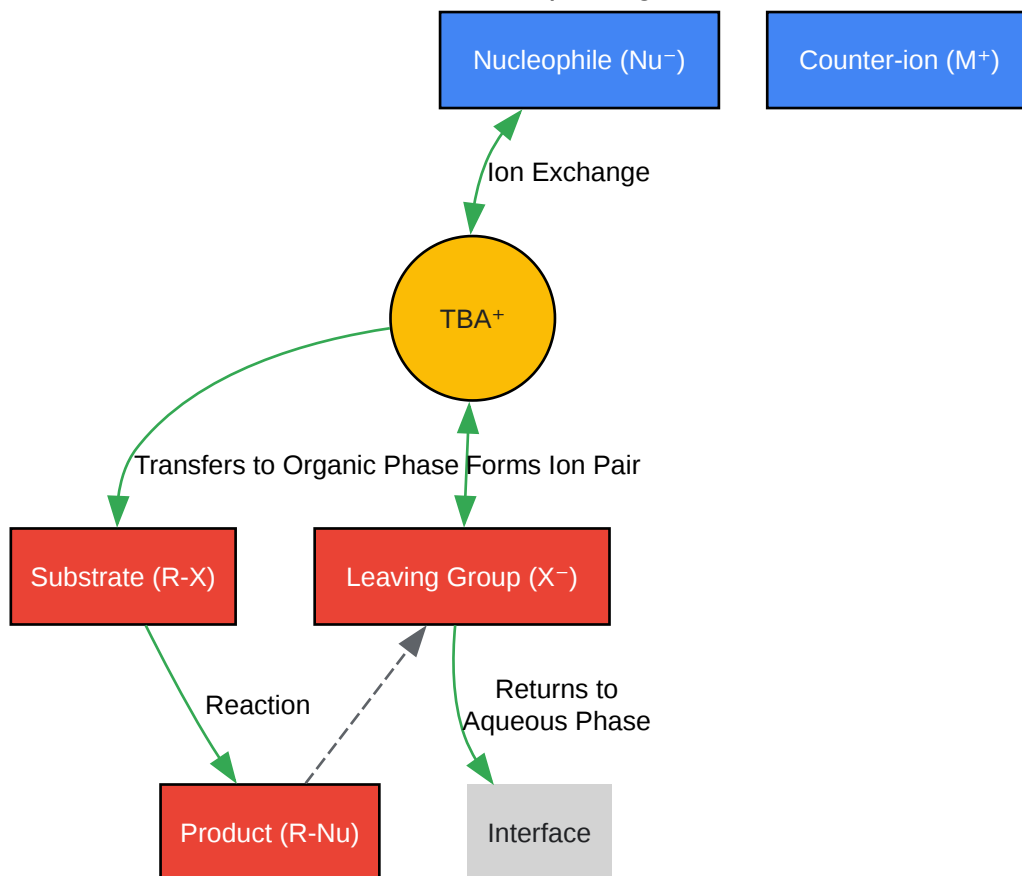 Nucleophile (Nu⁻)
Counter-ion (M⁺)
Ion Exchange
TBA⁺
Transfers to Organic Phase
Forms Ion Pair
Substrate (R-X)
Leaving Group (X⁻)
Reaction
Returns to
Aqueous Phase
Product (R-Nu)
Interface